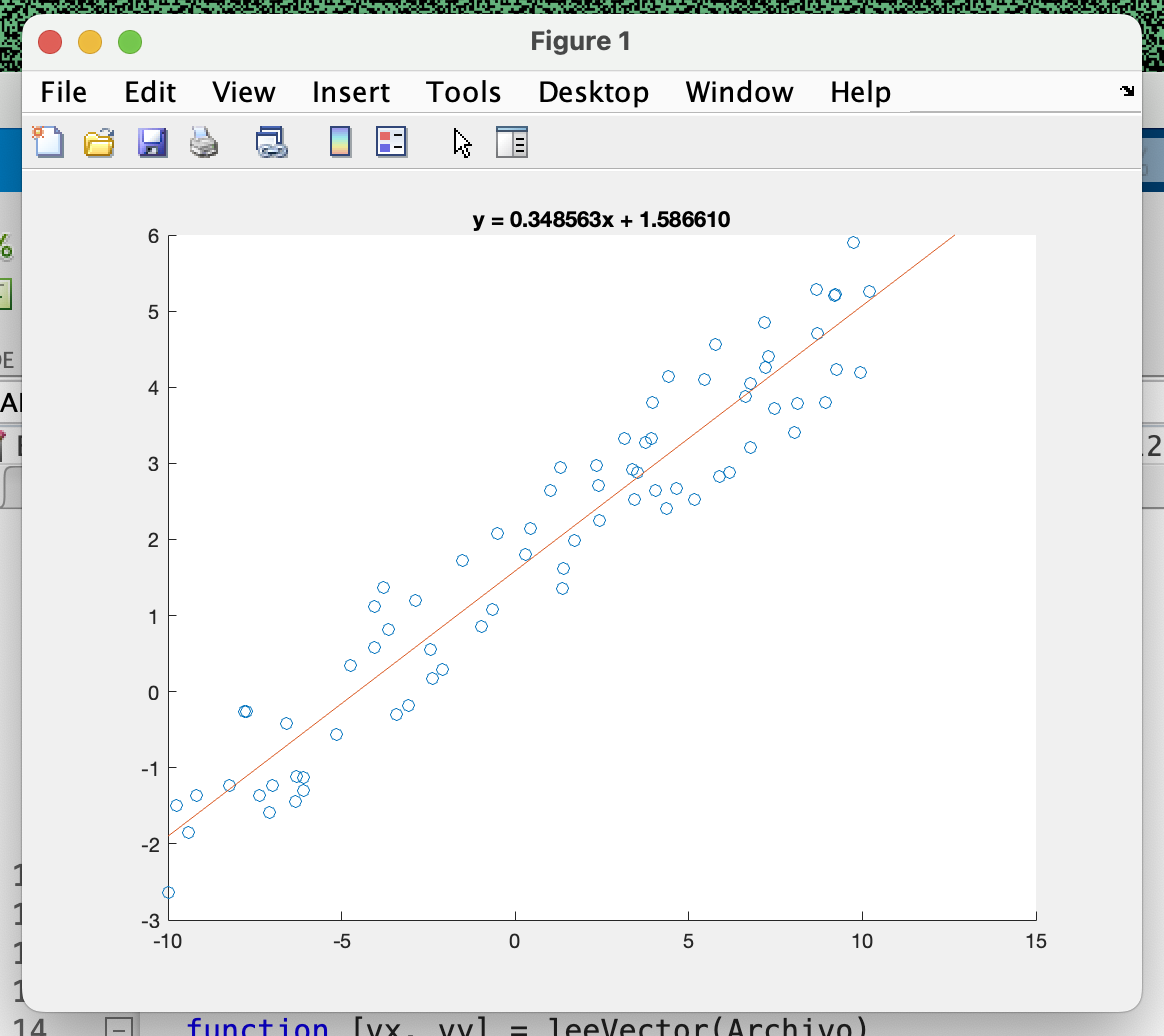 Figure 1
File Edit View Insert Tools Desktop Window Help
y = 0.348563x + 1.586610
6
5
4
3
2
1
0
-1
-2
-3
-10 -5 0 5 10 15
14 function [vx, vy] = leeVector(Archivo)